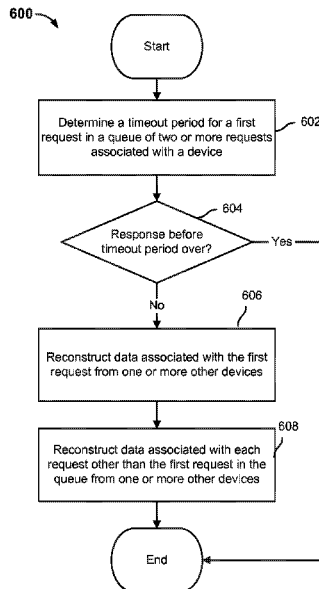 600
Start
Determine a timeout period for a first
request in a queue of two or more requests
associated with a device
602
604
Response before
timeout period over?
Yes
No
606
Reconstruct data associated with the first
request from one or more other devices
608
Reconstruct data associated with each
request other than the first request in the
queue from one or more other devices
End